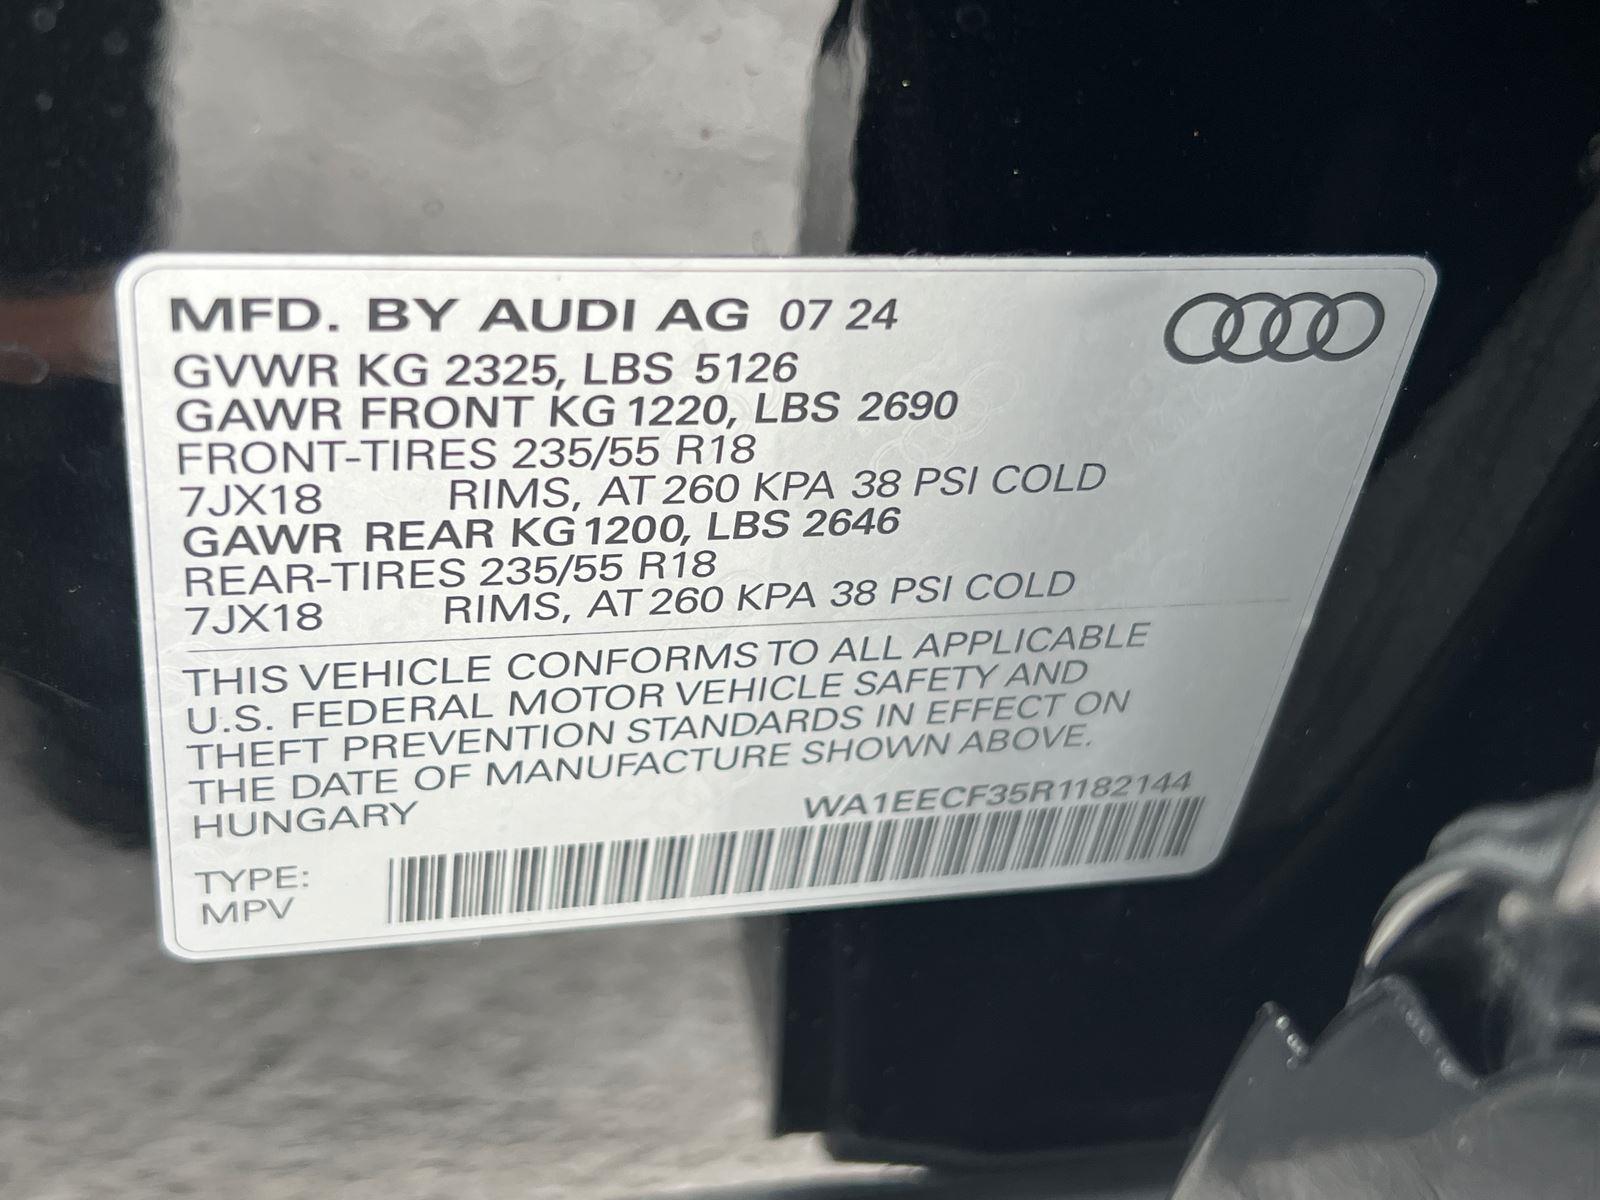 MFD. BY AUDI AG 07 24
GVWR KG 2325, LBS 5126
GAWR FRONT KG 1220, LBS 2690
FRONT-TIRES 235/55 R18
7JX18 RIMS, AT 260 KPA 38 PSI COLD
GAWR REAR KG 1200, LBS 2646
REAR-TIRES 235/55 R18
7JX18 RIMS, AT 260 KPA 38 PSI COLD
THIS VEHICLE CONFORMS TO ALL APPLICABLE
U.S. FEDERAL MOTOR VEHICLE SAFETY AND
THEFT PREVENTION STANDARDS IN EFFECT ON
THE DATE OF MANUFACTURE SHOWN ABOVE.
HUNGARY WA1EECF35R1182144
TYPE:
MPV